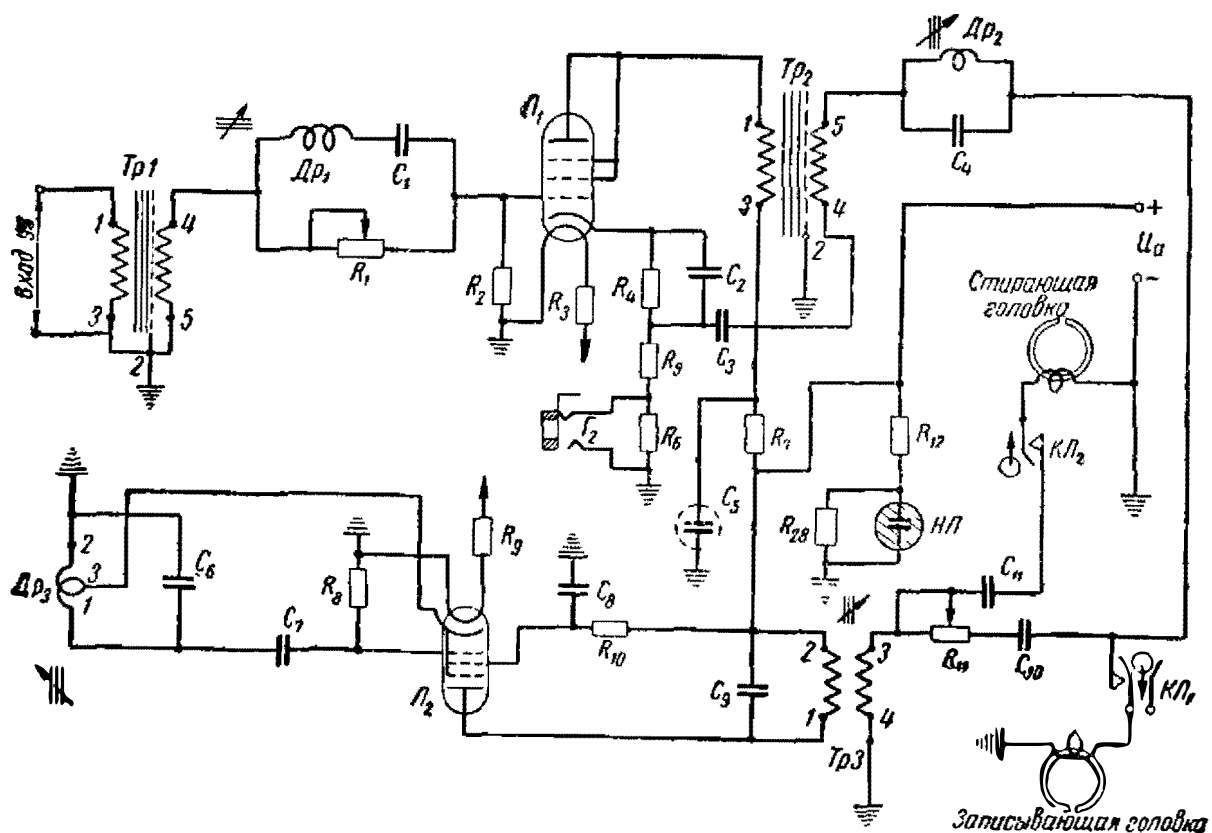 Др₂
Тр₂
Л₁
1
5
Тр1
Др₁
C₁
C₄
3
4
1
4
+
R₁
2
Uа
Вход УЗ
R₂
R₃
R₄
C₂
~
Стирающая
головка
3
5
C₃
2
R₉
Г₂
R₆
R₇
R₁₂
КЛ₂
C₅
R₂₈
НЛ
2
C₆
R₉
3
Др₃
1
R₈
C₈
C₁₁
C₇
R₁₀
2
3
R₁₁
C₁₀
Л₂
C₉
КЛ₁
1
4
Тр3
Записывающая головка